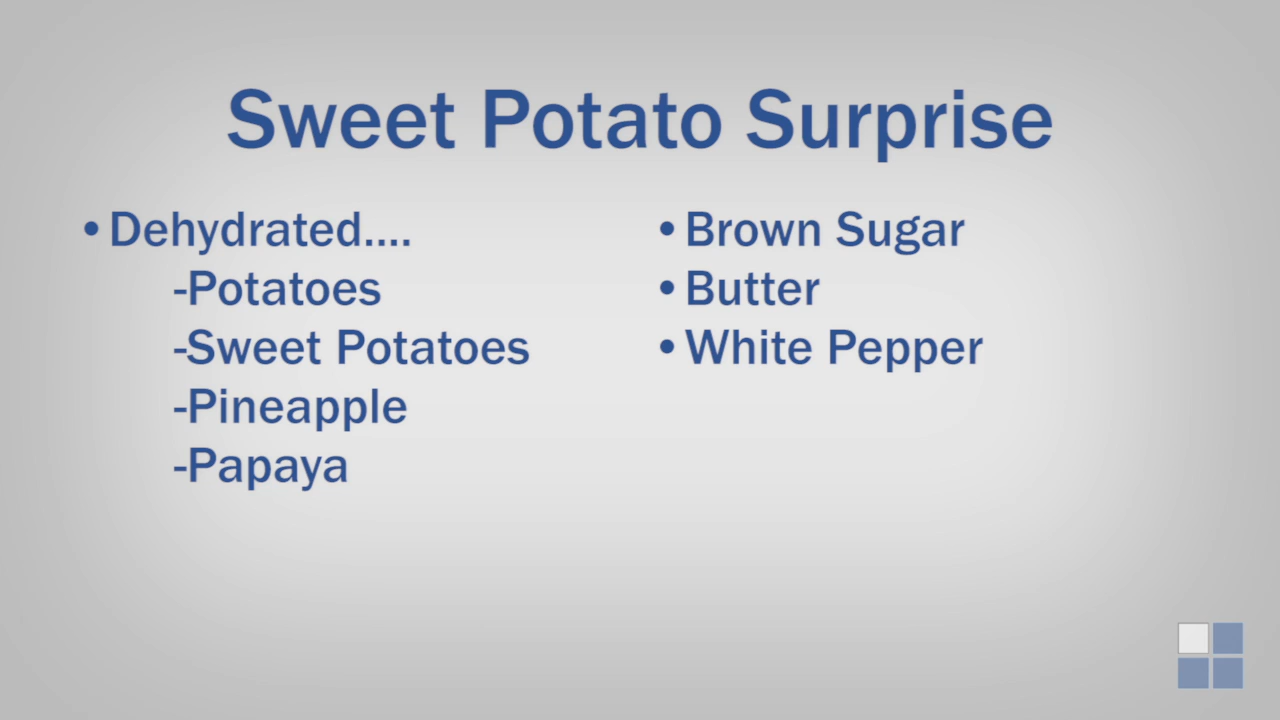 Sweet Potato Surprise
• Dehydrated....
-Potatoes
-Sweet Potatoes
-Pineapple
-Papaya
• Brown Sugar
• Butter
• White Pepper